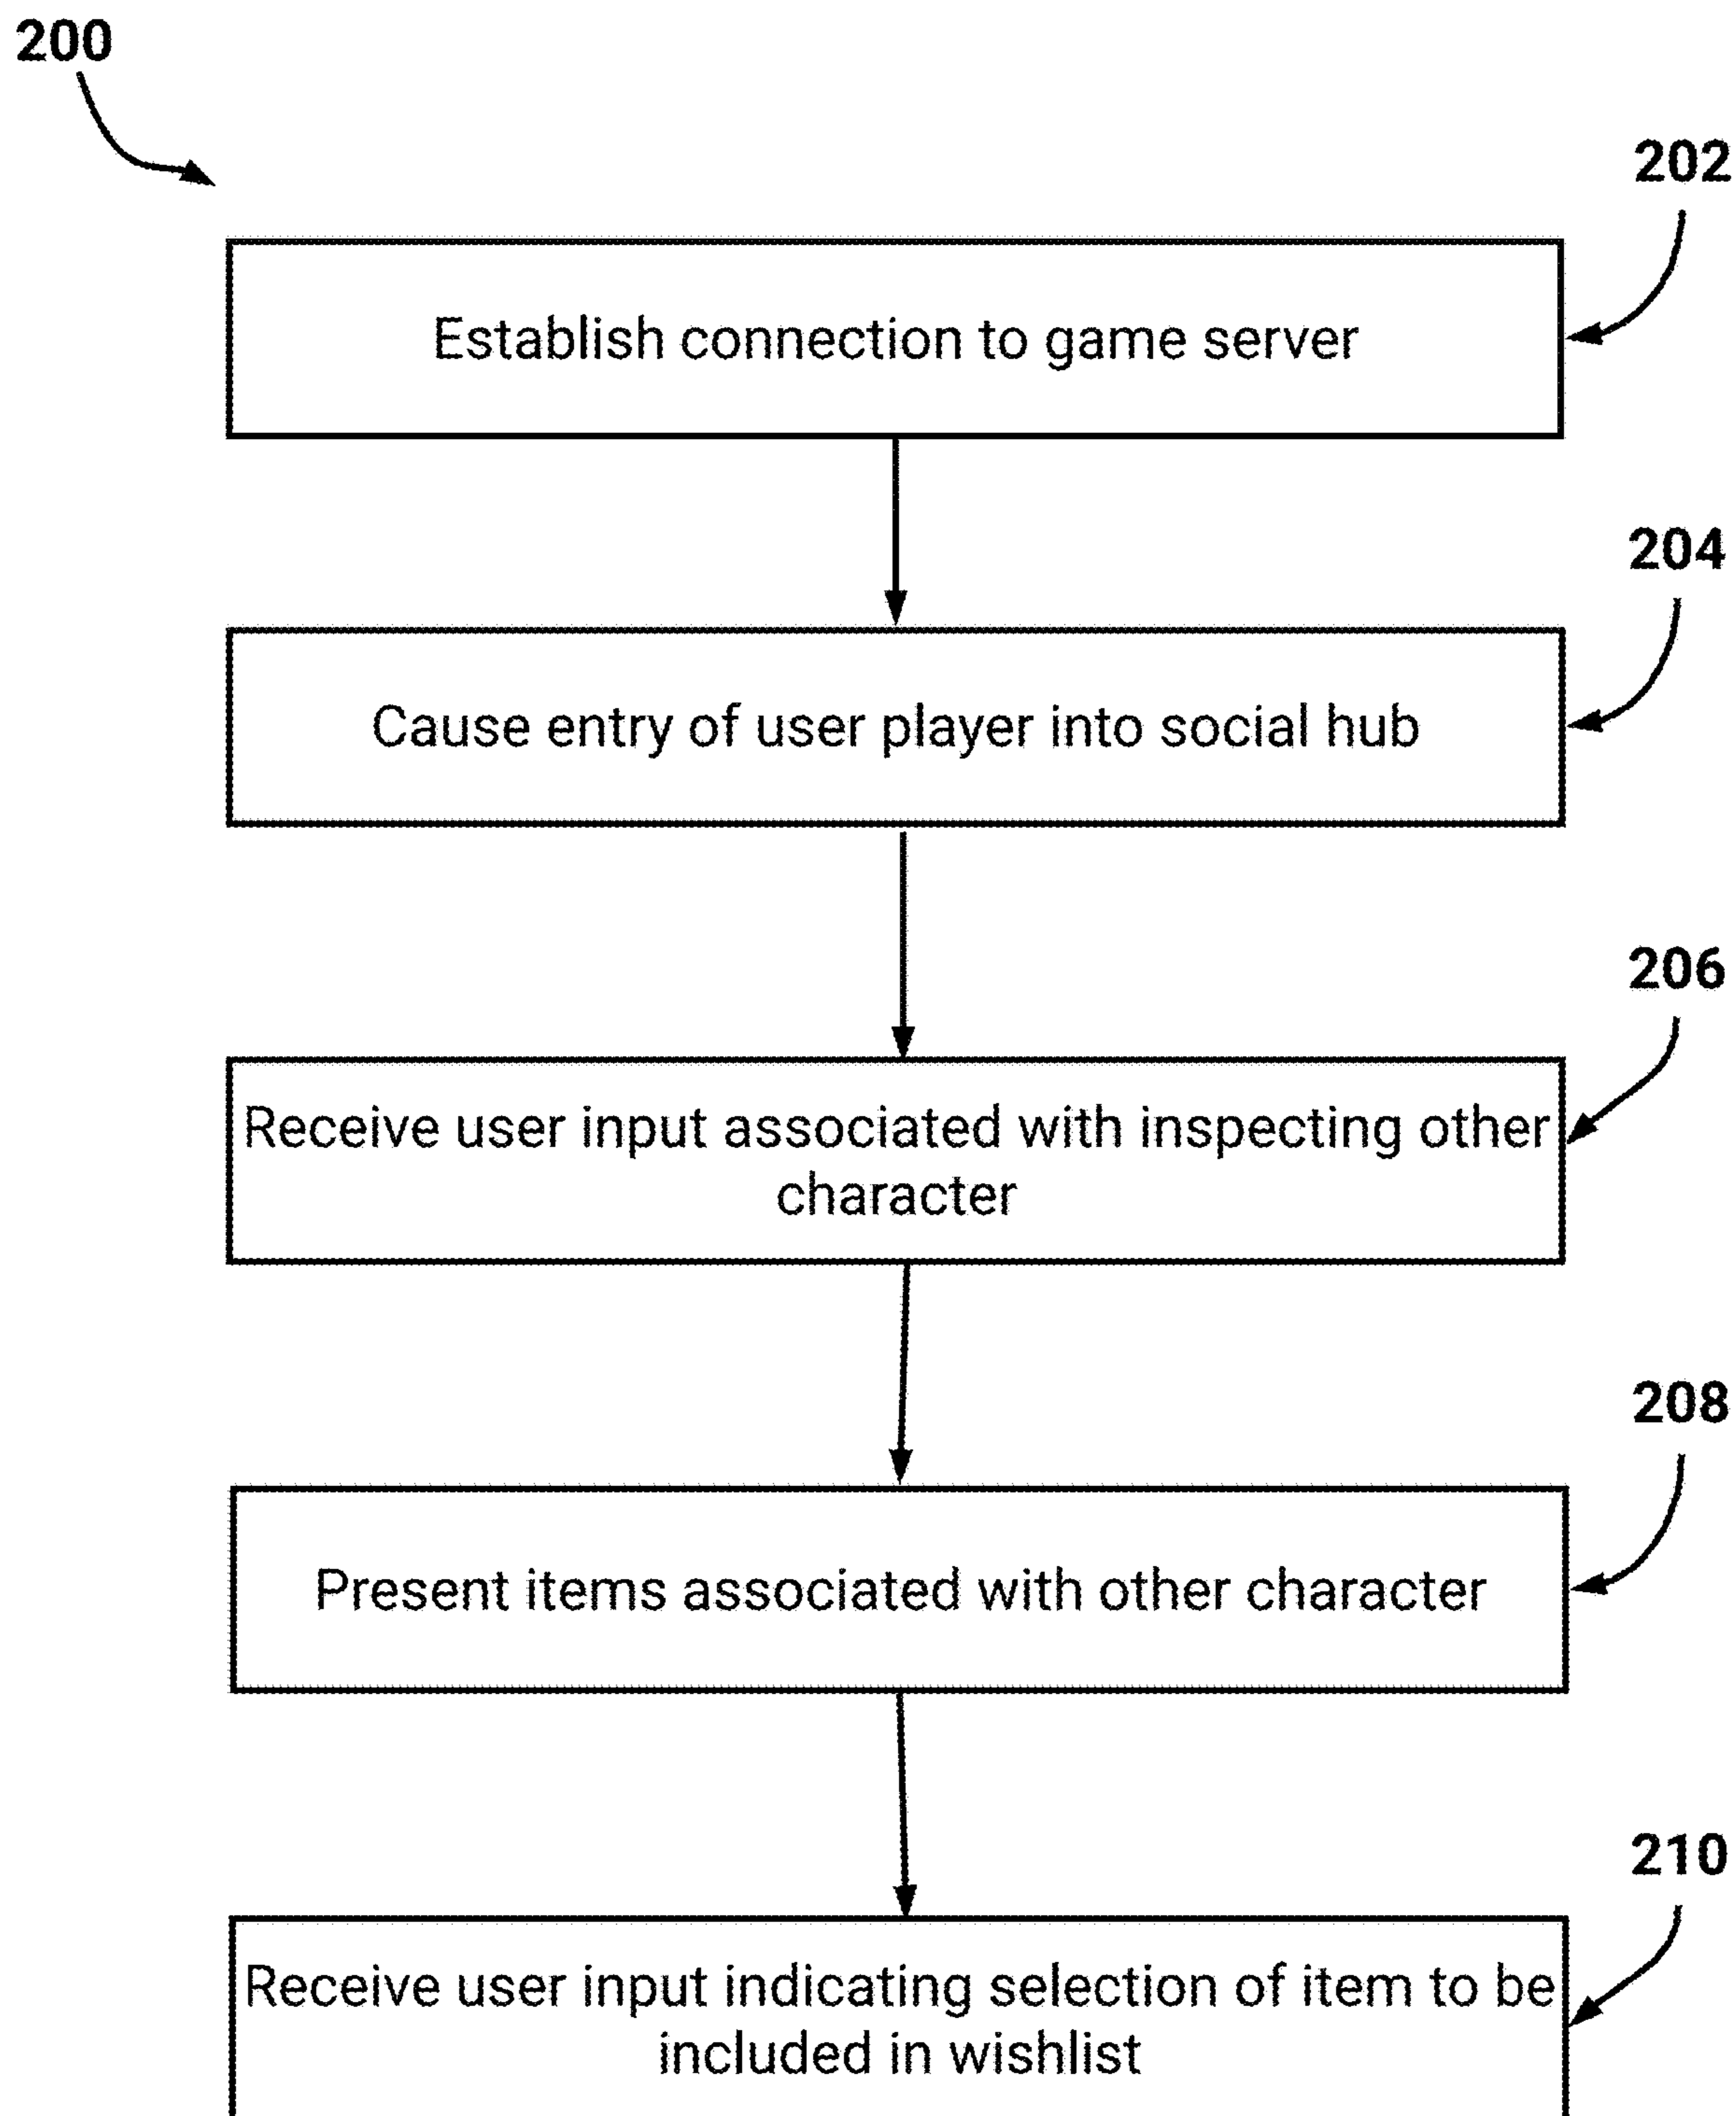 200
202
Establish connection to game server
204
Cause entry of user player into social hub
206
Receive user input associated with inspecting other
character
208
Present items associated with other character
210
Receive user input indicating selection of item to be
included in wishlist